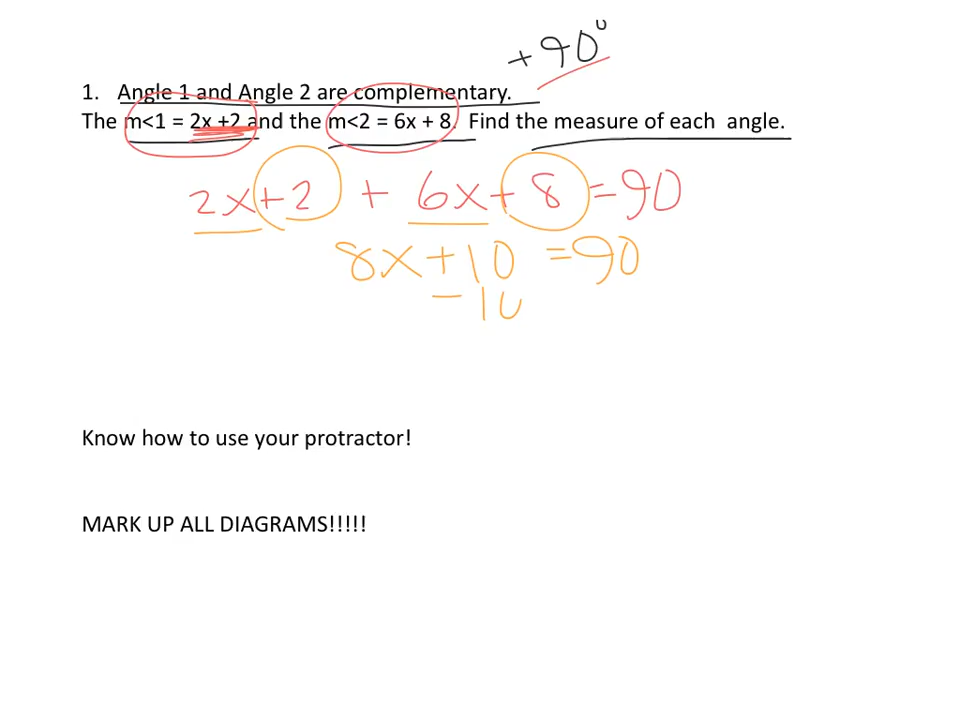 +90°
1. Angle 1 and Angle 2 are complementary.
The m<1 = 2x +2 and the m<2 = 6x + 8. Find the measure of each angle.
2x+2 + 6x+8=90
8x+10 =90
-10
Know how to use your protractor!
MARK UP ALL DIAGRAMS!!!!!